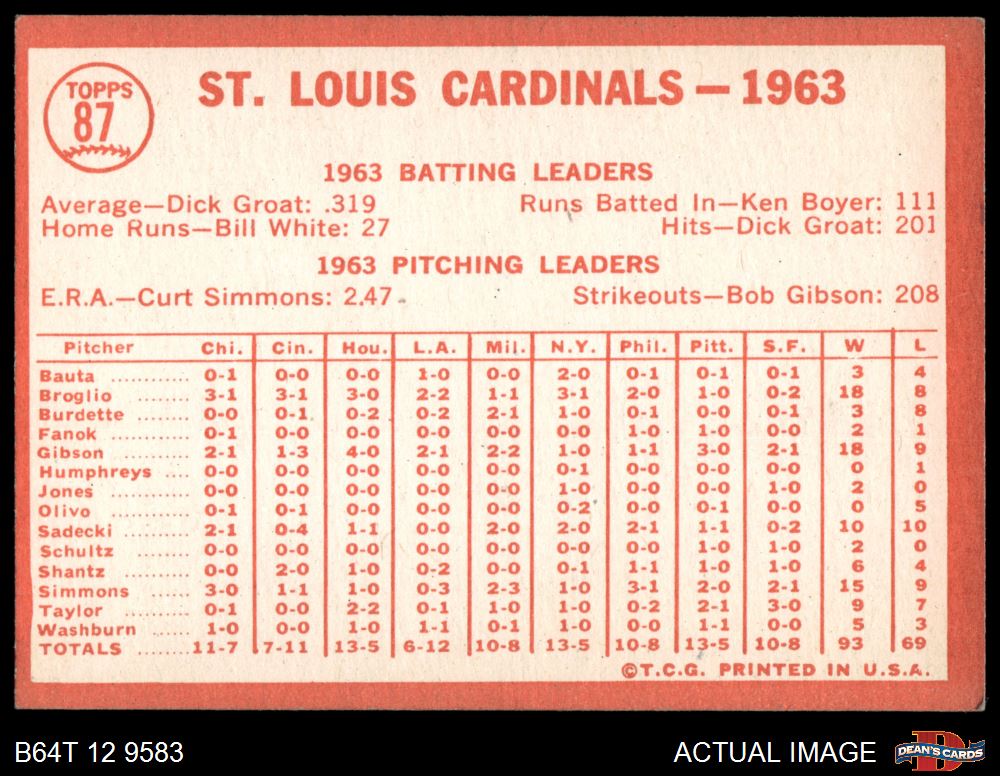 TOPPS
87
ST. LOUIS CARDINALS — 1963
1963 BATTING LEADERS
Average—Dick Groat: .319 Runs Batted In—Ken Boyer: 111
Home Runs—Bill White: 27 Hits—Dick Groat: 201
1963 PITCHING LEADERS
E.R.A.—Curt Simmons: 2.47 Strikeouts—Bob Gibson: 208
Pitcher Chi. Cin. Hou. L.A. Mil. N.Y. Phil. Pitt. S.F. W L
Bauta .......... 0-1 0-0 0-0 1-0 0-0 2-0 0-1 0-1 0-1 3 4
Broglio ......... 3-1 3-1 3-0 2-2 1-1 3-1 2-0 1-0 0-2 18 8
Burdette ........ 0-0 0-1 0-2 0-2 2-1 1-0 0-1 0-0 0-1 3 8
Fanok .......... 0-1 0-0 0-0 0-0 0-0 0-0 1-0 1-0 0-0 2 1
Gibson ......... 2-1 1-3 4-0 2-1 2-2 1-0 1-1 3-0 2-1 18 9
Humphreys .... 0-0 0-0 0-0 0-0 0-0 0-1 0-0 0-0 0-0 0 1
Jones .......... 0-0 0-0 0-0 0-0 0-0 1-0 0-0 0-0 1-0 2 0
Olivo .......... 0-1 0-1 0-0 0-0 0-0 0-2 0-0 0-1 0-0 0 5
Sadecki ........ 2-1 0-4 1-1 0-0 2-0 2-0 2-1 1-1 0-2 10 10
Schultz ........ 0-0 0-0 0-0 0-0 0-0 0-0 0-0 1-0 1-0 2 0
Shantz ......... 0-0 2-0 1-0 0-2 0-0 0-1 1-1 1-0 1-0 6 4
Simmons ....... 3-0 1-1 1-0 0-3 2-3 1-0 3-1 2-0 2-1 15 9
Taylor .......... 0-1 0-0 2-2 0-1 1-0 1-0 0-2 2-1 3-0 9 7
Washburn ...... 1-0 0-0 1-0 1-1 0-1 1-0 0-0 1-1 0-0 5 3
TOTALS ........ 11-7 7-11 13-5 6-12 10-8 13-5 10-8 13-5 10-8 93 69
©T.C.G. PRINTED IN U.S.A.
B64T 12 9583 ACTUAL IMAGE DEAN'S CARDS